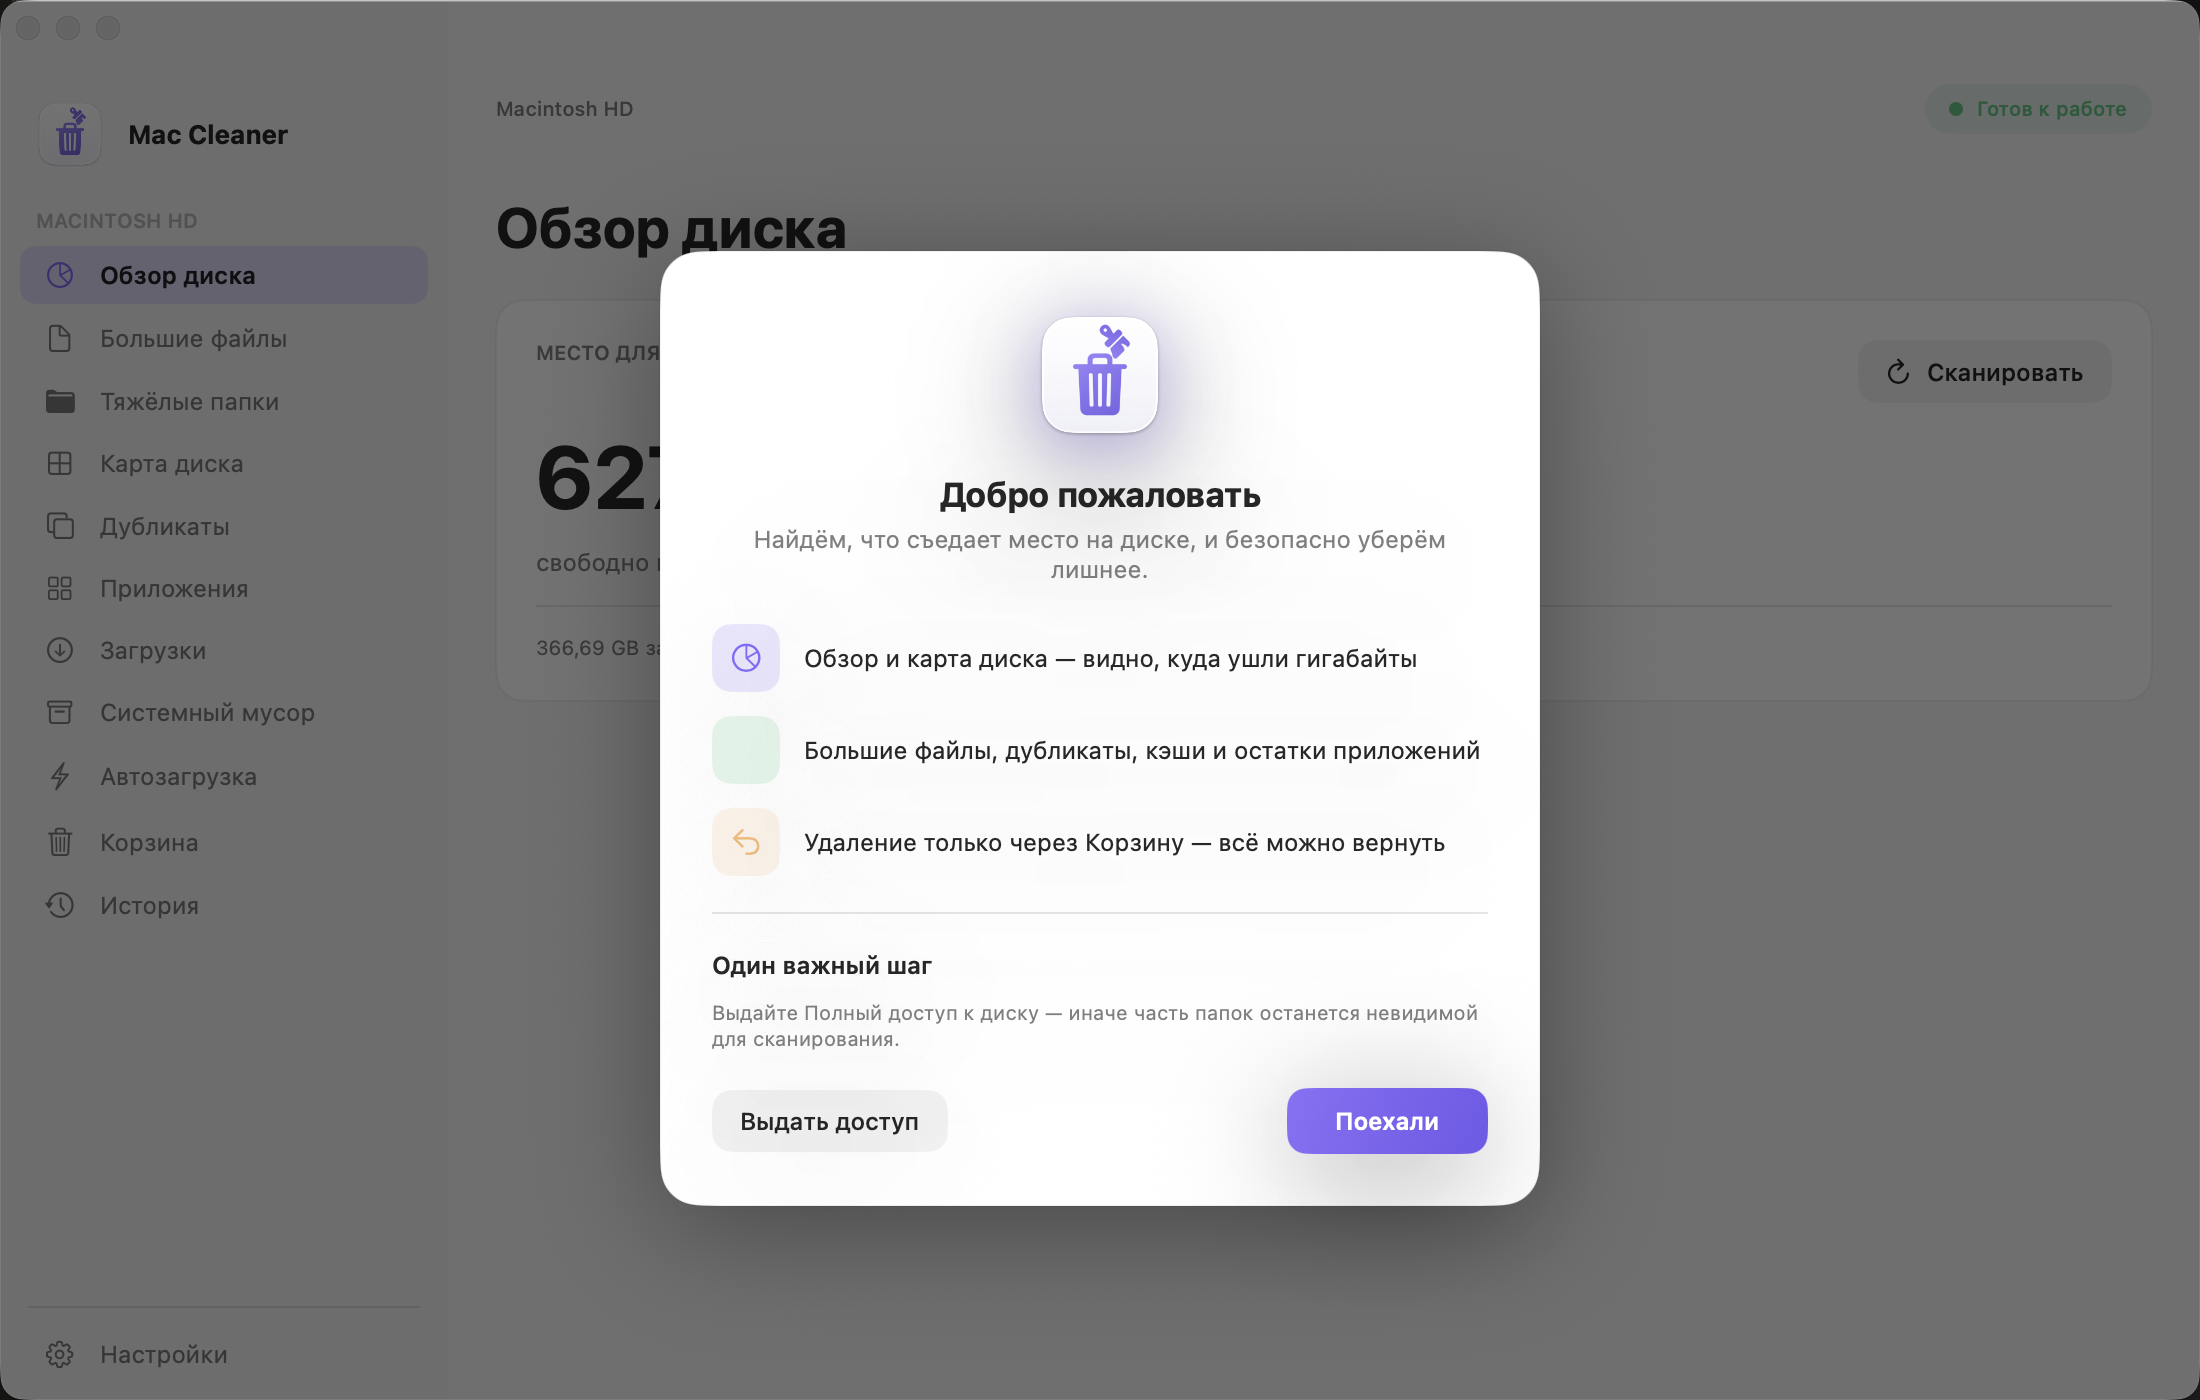 Mac Cleaner
MACINTOSH HD
Обзор диска
Большие файлы
Тяжёлые папки
Карта диска
Дубликаты
Приложения
Загрузки
Системный мусор
Автозагрузка
Корзина
История
Настройки
Macintosh HD
Готов к работе
Обзор диска
МЕСТО ДЛЯ
Сканировать
627
свободно
366,69 GB
Добро пожаловать
Найдём, что съедает место на диске, и безопасно уберём
лишнее.
Обзор и карта диска — видно, куда ушли гигабайты
Большие файлы, дубликаты, кэши и остатки приложений
Удаление только через Корзину — всё можно вернуть
Один важный шаг
Выдайте Полный доступ к диску — иначе часть папок останется невидимой
для сканирования.
Выдать доступ
Поехали